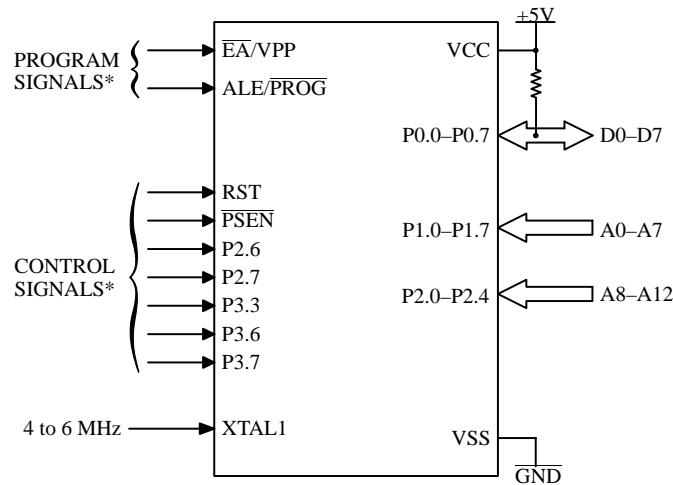 +5V
PROGRAM
SIGNALS*
EA/VPP
ALE/PROG
VCC
P0.0–P0.7
D0–D7
CONTROL
SIGNALS*
RST
PSEN
P2.6
P2.7
P3.3
P3.6
P3.7
P1.0–P1.7
A0–A7
P2.0–P2.4
A8–A12
4 to 6 MHz
XTAL1
VSS
GND